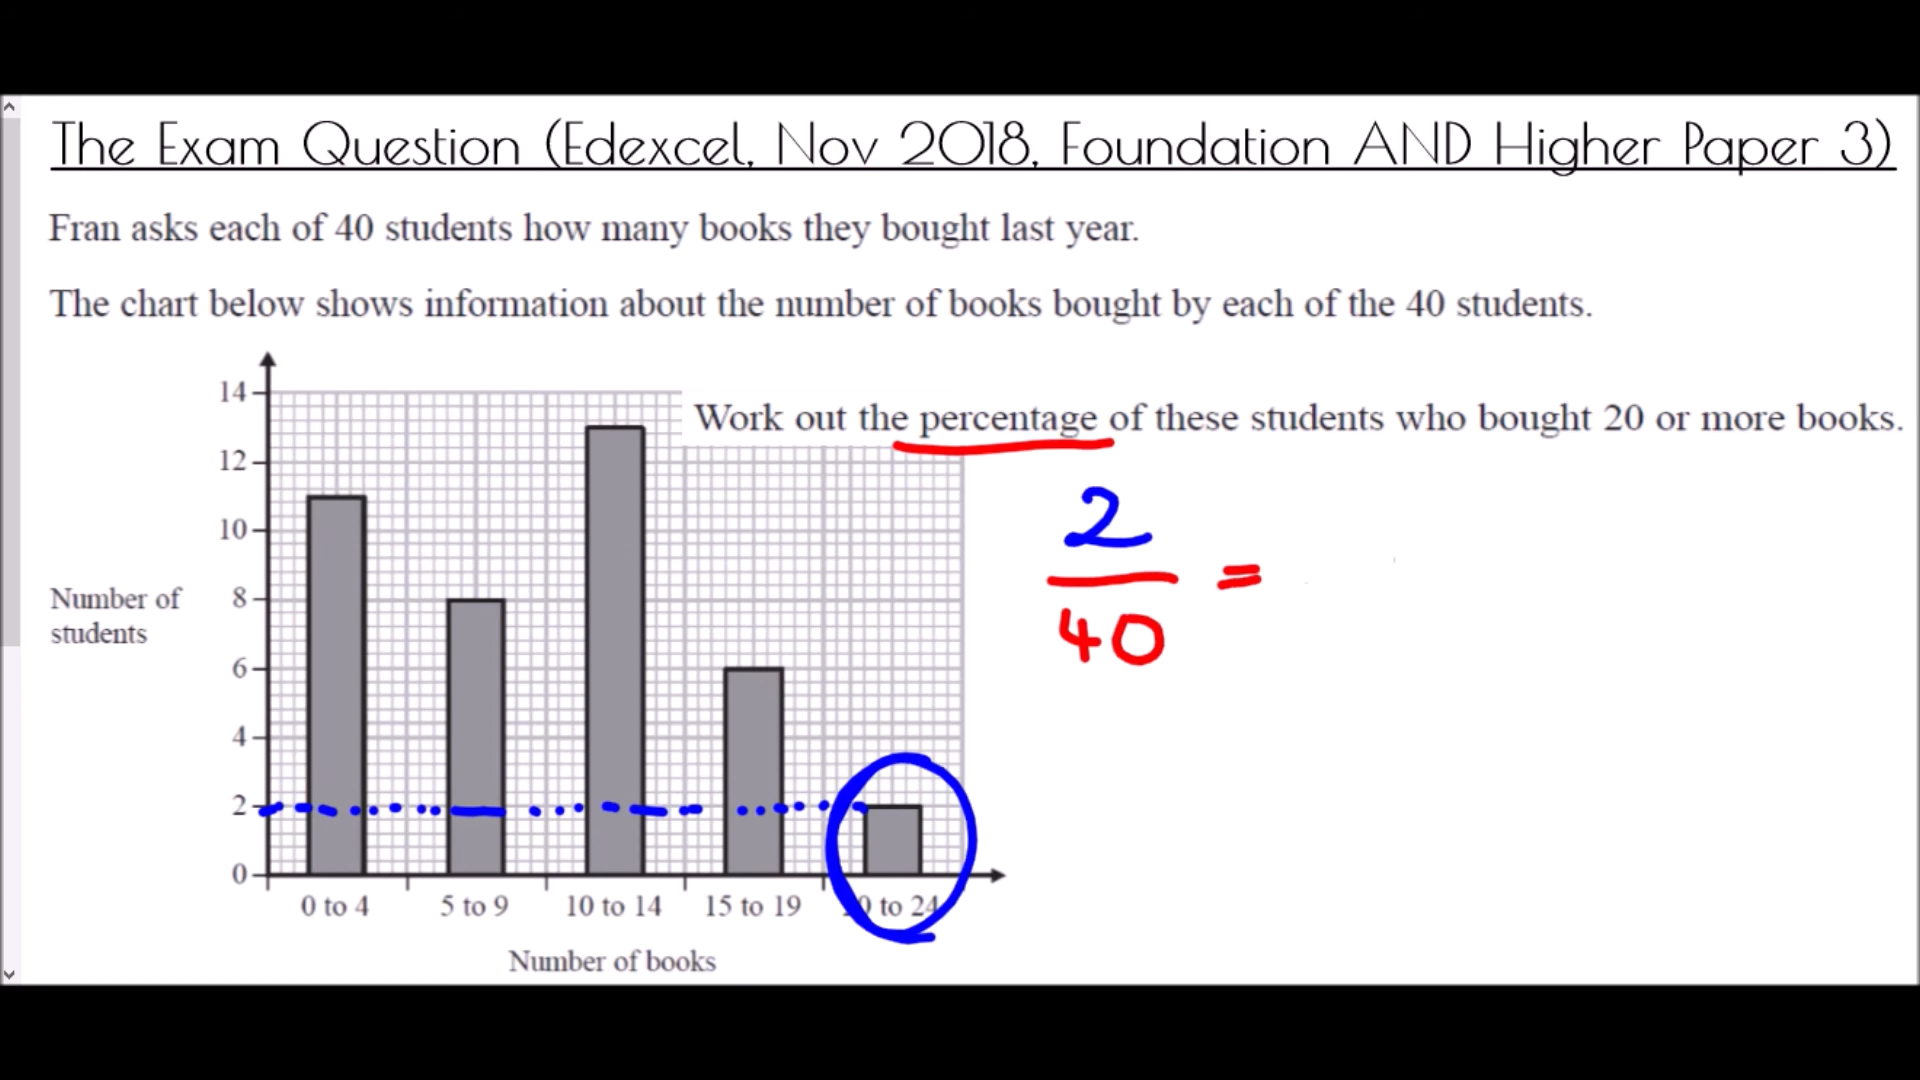 The Exam Question (Edexcel, Nov 2018, Foundation AND Higher Paper 3)
Fran asks each of 40 students how many books they bought last year.
The chart below shows information about the number of books bought by each of the 40 students.
Work out the percentage of these students who bought 20 or more books.
14
12
10
8
6
4
2
0
Number of
students
2
40
=
0 to 4 5 to 9 10 to 14 15 to 19 20 to 24
Number of books